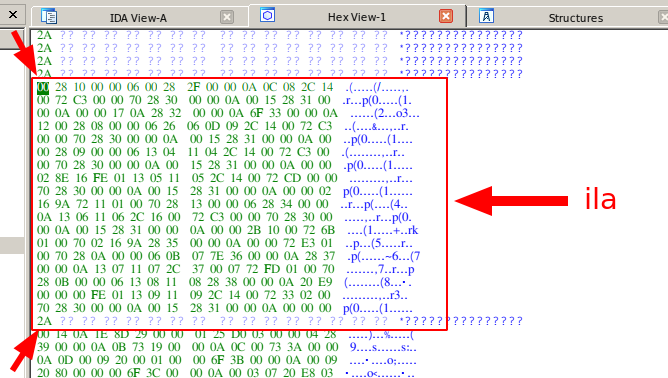 IDA View-A Hex View-1 Structures
2A ?? ?? ?? ?? ?? ?? ?? ?? ?? ?? ?? ?? ?? ?? ?? *???????????????
2A ?? ?? ?? ?? ?? ?? ?? ?? ?? ?? ?? ?? ?? ?? ?? *???????????????
2A ?? ?? ?? ?? ?? ?? ?? ?? ?? ?? ?? ?? ?? ?? ?? *???????????????
2A ?? ?? ?? ?? ?? ?? ?? ?? ?? ?? ?? ?? ?? ?? ?? *???????????????
00 28 10 00 00 06 00 28 2F 00 00 0A 0C 08 2C 14 .(.....(/.......
00 72 C3 00 00 70 28 30 00 00 0A 00 15 28 31 00 .r...p(0.....(1.
00 0A 00 00 17 0A 28 32 00 00 0A 6F 33 00 00 0A ......(2...o3...
12 00 28 08 00 00 06 26 06 0D 09 2C 14 00 72 C3 ..(....&...,..r.
00 00 70 28 30 00 00 0A 00 15 28 31 00 00 0A 00 ..p(0.....(1....
00 28 09 00 00 06 13 04 11 04 2C 14 00 72 C3 00 .(........,..r..
00 70 28 30 00 00 0A 00 15 28 31 00 00 0A 00 00 .p(0.....(1.....
02 8E 16 FE 01 13 05 11 05 2C 14 00 72 CD 00 00 .........,..r...
70 28 30 00 00 0A 00 15 28 31 00 00 0A 00 00 02 p(0.....(1......
16 9A 72 11 01 00 70 28 13 00 00 06 28 34 00 00 ..r...p(....(4..
0A 13 06 11 06 2C 16 00 72 C3 00 00 70 28 30 00 .....,..r...p(0.
00 0A 00 15 28 31 00 00 0A 00 00 2B 10 00 72 6B ....(1.....+..rk
01 00 70 02 16 9A 28 35 00 00 0A 00 00 72 E3 01 ..p...(5.....r..
00 70 28 0A 00 00 06 0B 07 7E 36 00 00 0A 28 37 .p(......~6...(7
00 00 0A 13 07 11 07 2C 37 00 07 72 FD 01 00 70 .......,7..r...p
28 0B 00 00 06 13 08 11 08 28 38 00 00 0A 20 E9 (........(8... .
00 00 00 FE 01 13 09 11 09 2C 14 00 72 33 02 00 .........,..r3..
70 28 30 00 00 0A 00 15 28 31 00 00 0A 00 00 00 p(0.....(1......
2A ?? ?? ?? ?? ?? ?? ?? ?? ?? ?? ?? ?? ?? ?? ?? *???????????????
00 14 0A 1E 8D 29 00 00 01 25 D0 03 00 00 04 28 .....)...%.....(
39 00 00 0A 0B 73 19 00 00 0A 0C 00 73 3A 00 00 9....s......s:..
0A 0D 00 09 20 00 01 00 00 6F 3B 00 00 0A 00 09 .... ....o;.....
20 80 00 00 00 6F 3C 00 00 0A 00 03 07 20 E8 03
ila